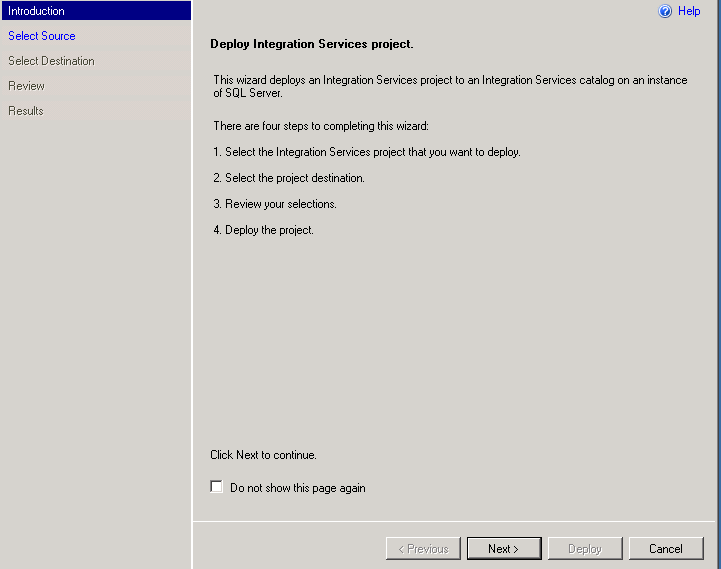 Introduction
Help
Select Source
Select Destination
Review
Results
Deploy Integration Services project.
This wizard deploys an Integration Services project to an Integration Services catalog on an instance
of SQL Server.
There are four steps to completing this wizard:
1. Select the Integration Services project that you want to deploy.
2. Select the project destination.
3. Review your selections.
4. Deploy the project.
Click Next to continue.
Do not show this page again
< Previous
Next >
Deploy
Cancel